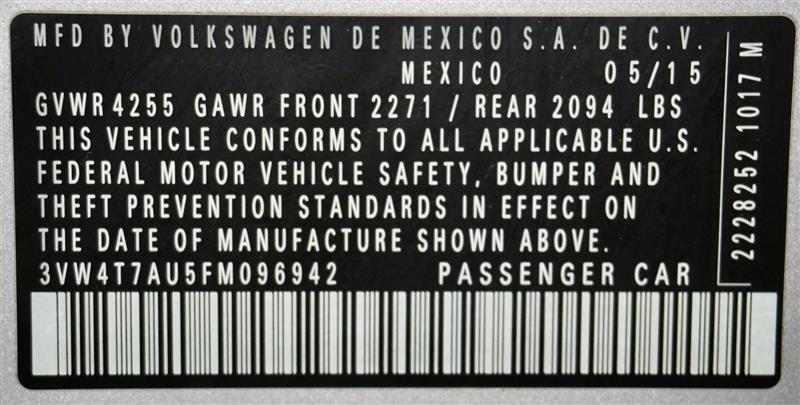 MFD BY VOLKSWAGEN DE MEXICO S.A. DE C.V.
MEXICO 05/15
GVWR 4255 GAWR FRONT 2271 / REAR 2094 LBS
THIS VEHICLE CONFORMS TO ALL APPLICABLE U.S.
FEDERAL MOTOR VEHICLE SAFETY, BUMPER AND
THEFT PREVENTION STANDARDS IN EFFECT ON
THE DATE OF MANUFACTURE SHOWN ABOVE.
3VW4T7AU5FM096942 PASSENGER CAR
2228252 1017 M